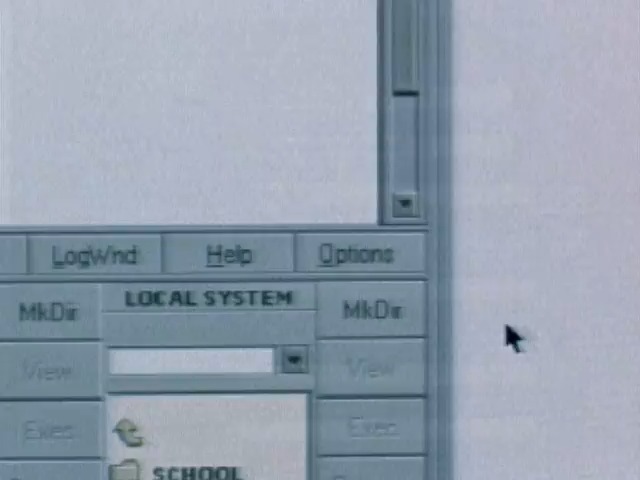 LogWnd Help Options
MkDir LOCAL SYSTEM MkDir
View View
Exec Exec
SCHOOL